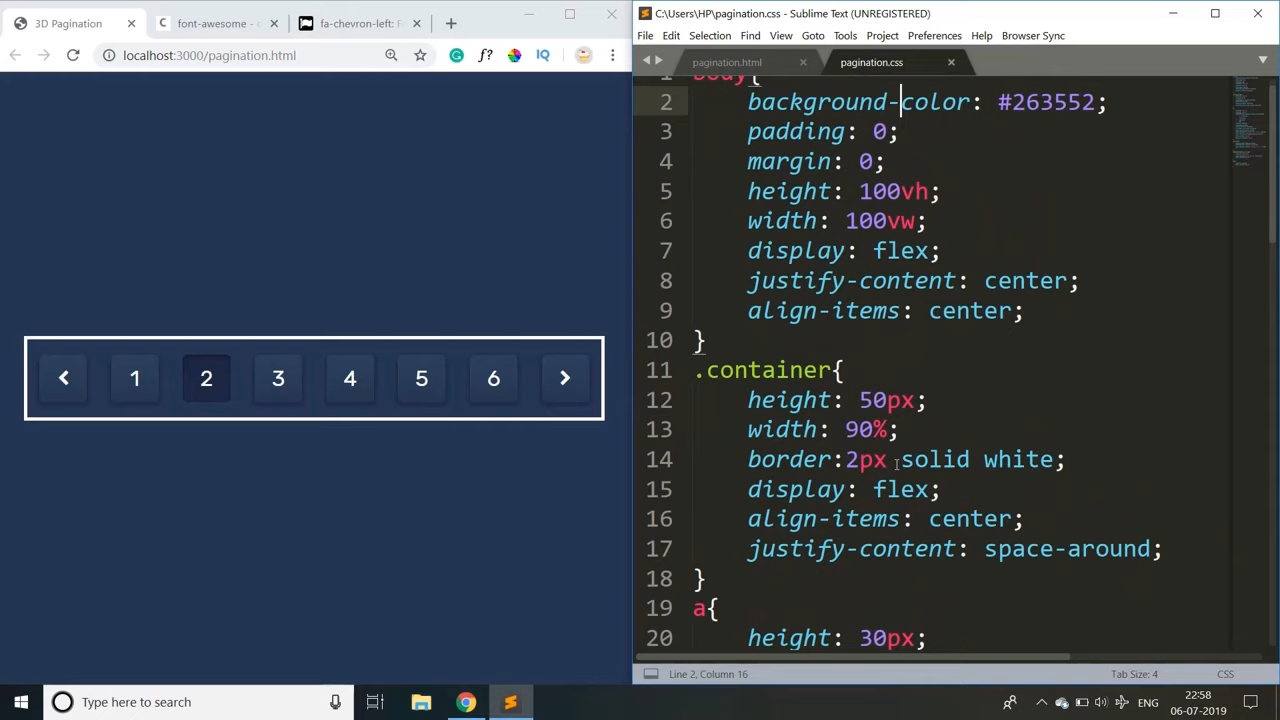 3D Pagination
font-awesome - c
fa-chevron-left: F
localhost:3000/pagination.html
f?
IQ
1
2
3
4
5
6
C:\Users\HP\pagination.css - Sublime Text (UNREGISTERED)
File Edit Selection Find View Goto Tools Project Preferences Help Browser Sync
pagination.html
pagination.css
1 body{
2 background-color: #263552;
3 padding: 0;
4 margin: 0;
5 height: 100vh;
6 width: 100vw;
7 display: flex;
8 justify-content: center;
9 align-items: center;
10 }
11 .container{
12 height: 50px;
13 width: 90%;
14 border:2px solid white;
15 display: flex;
16 align-items: center;
17 justify-content: space-around;
18 }
19 a{
20 height: 30px;
Line 2, Column 16
Tab Size: 4
CSS
Type here to search
ENG
22:58
06-07-2019